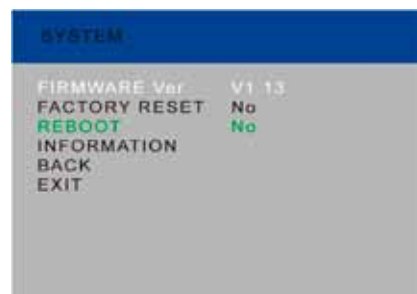 SYSTEM
FIRMWARE Ver V1.13
FACTORY RESET No
REBOOT No
INFORMATION
BACK
EXIT